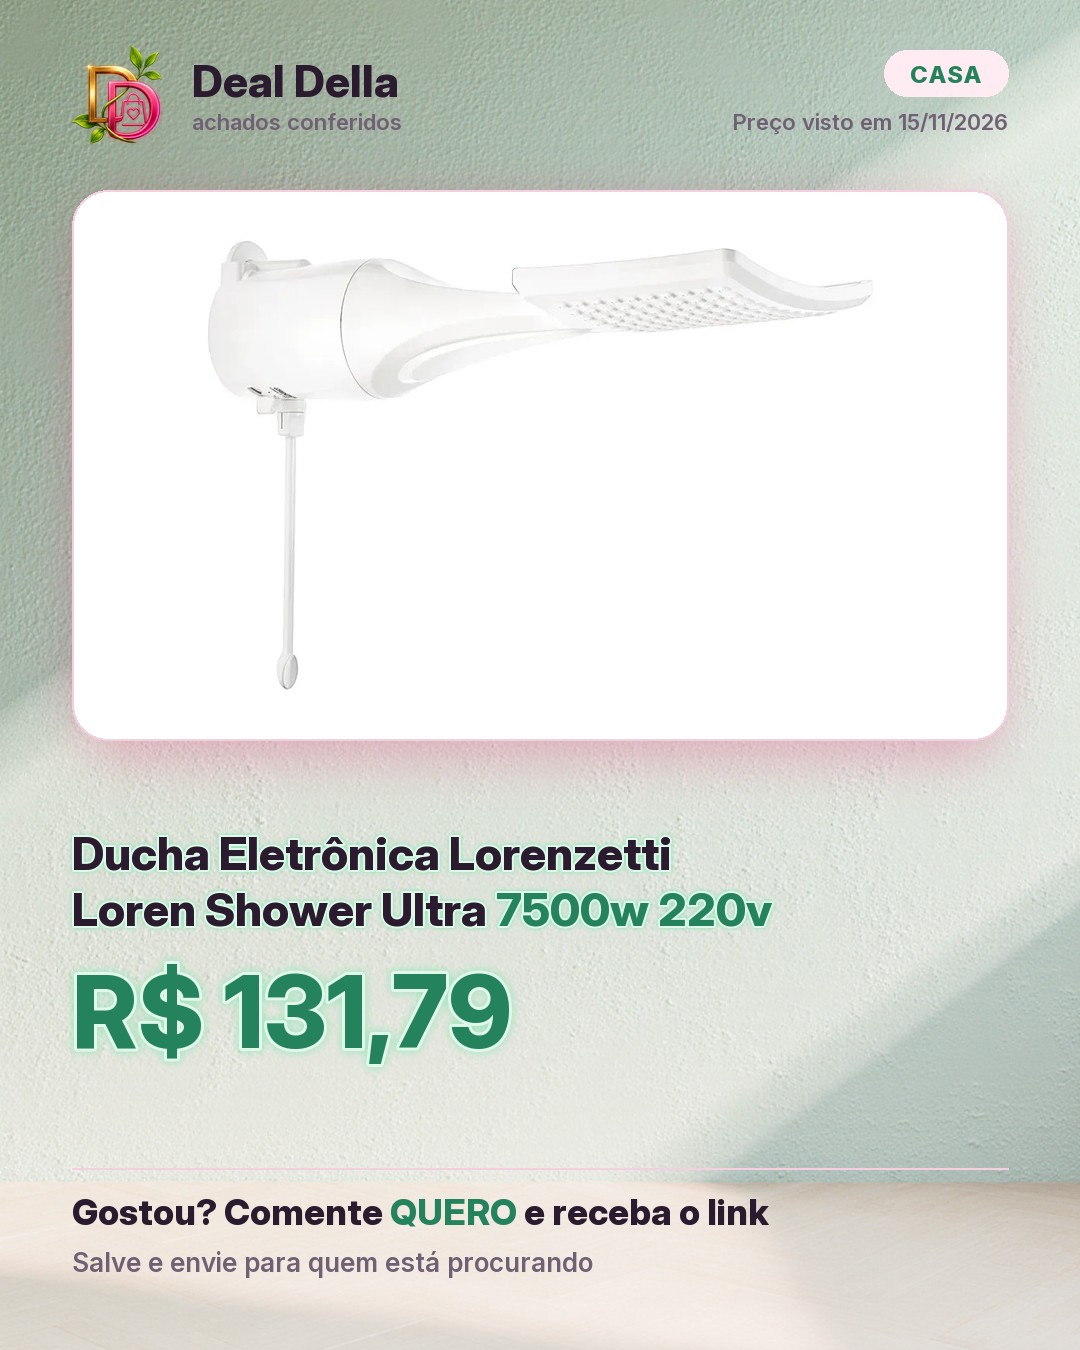 Deal Della
achados conferidos
CASA
Preço visto em 15/11/2026
Ducha Eletrônica Lorenzetti
Loren Shower Ultra 7500w 220v
R$ 131,79
Gostou? Comente QUERO e receba o link
Salve e envie para quem está procurando